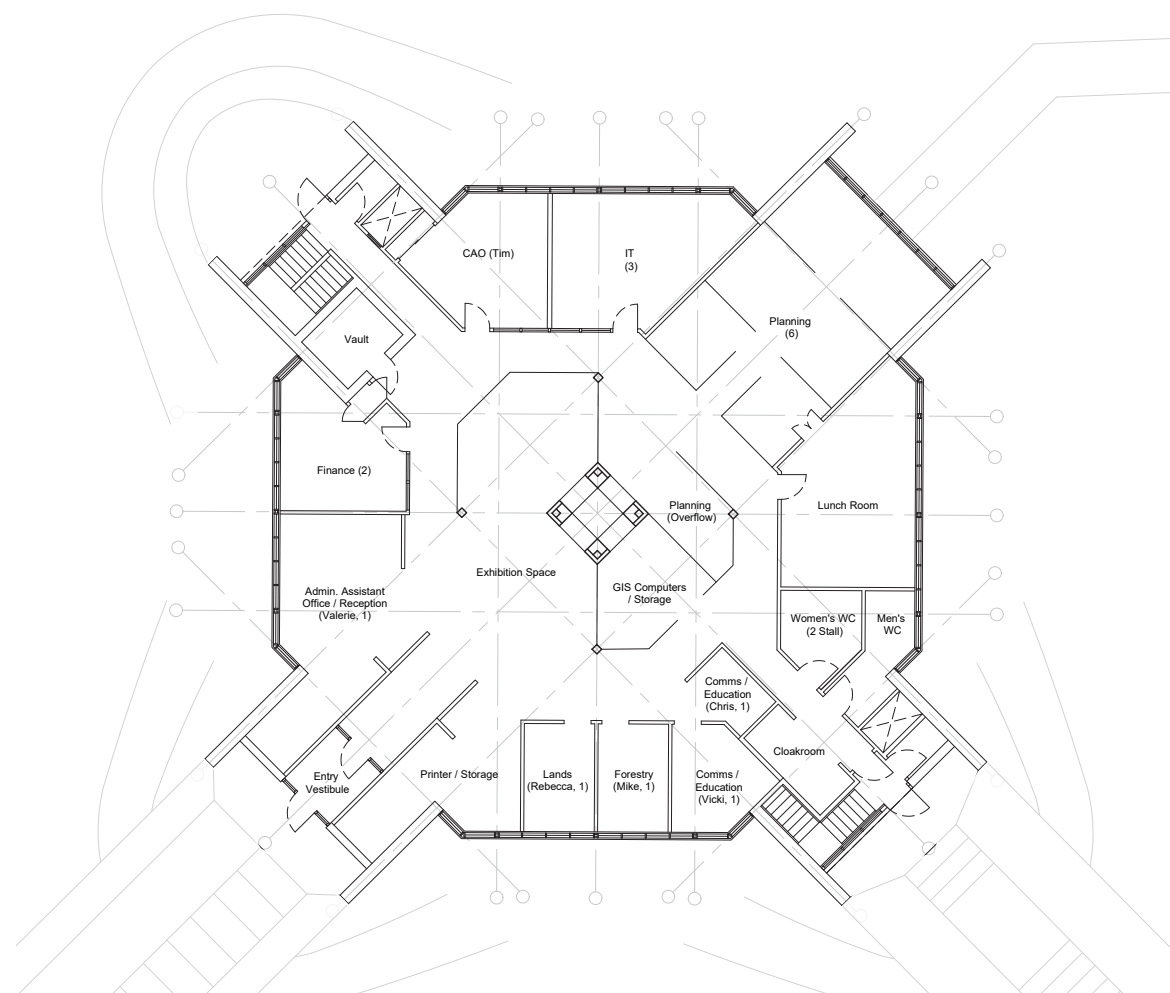 CAO (Tim)
IT
(3)
Planning
(6)
Vault
Finance (2)
Planning
(Overflow)
Lunch Room
Exhibition Space
GIS Computers
/ Storage
Admin. Assistant
Office / Reception
(Valerie, 1)
Women's WC
(2 Stall)
Men's
WC
Comms /
Education
(Chris, 1)
Cloakroom
Entry
Vestibule
Printer / Storage
Lands
(Rebecca, 1)
Forestry
(Mike, 1)
Comms /
Education
(Vicki, 1)